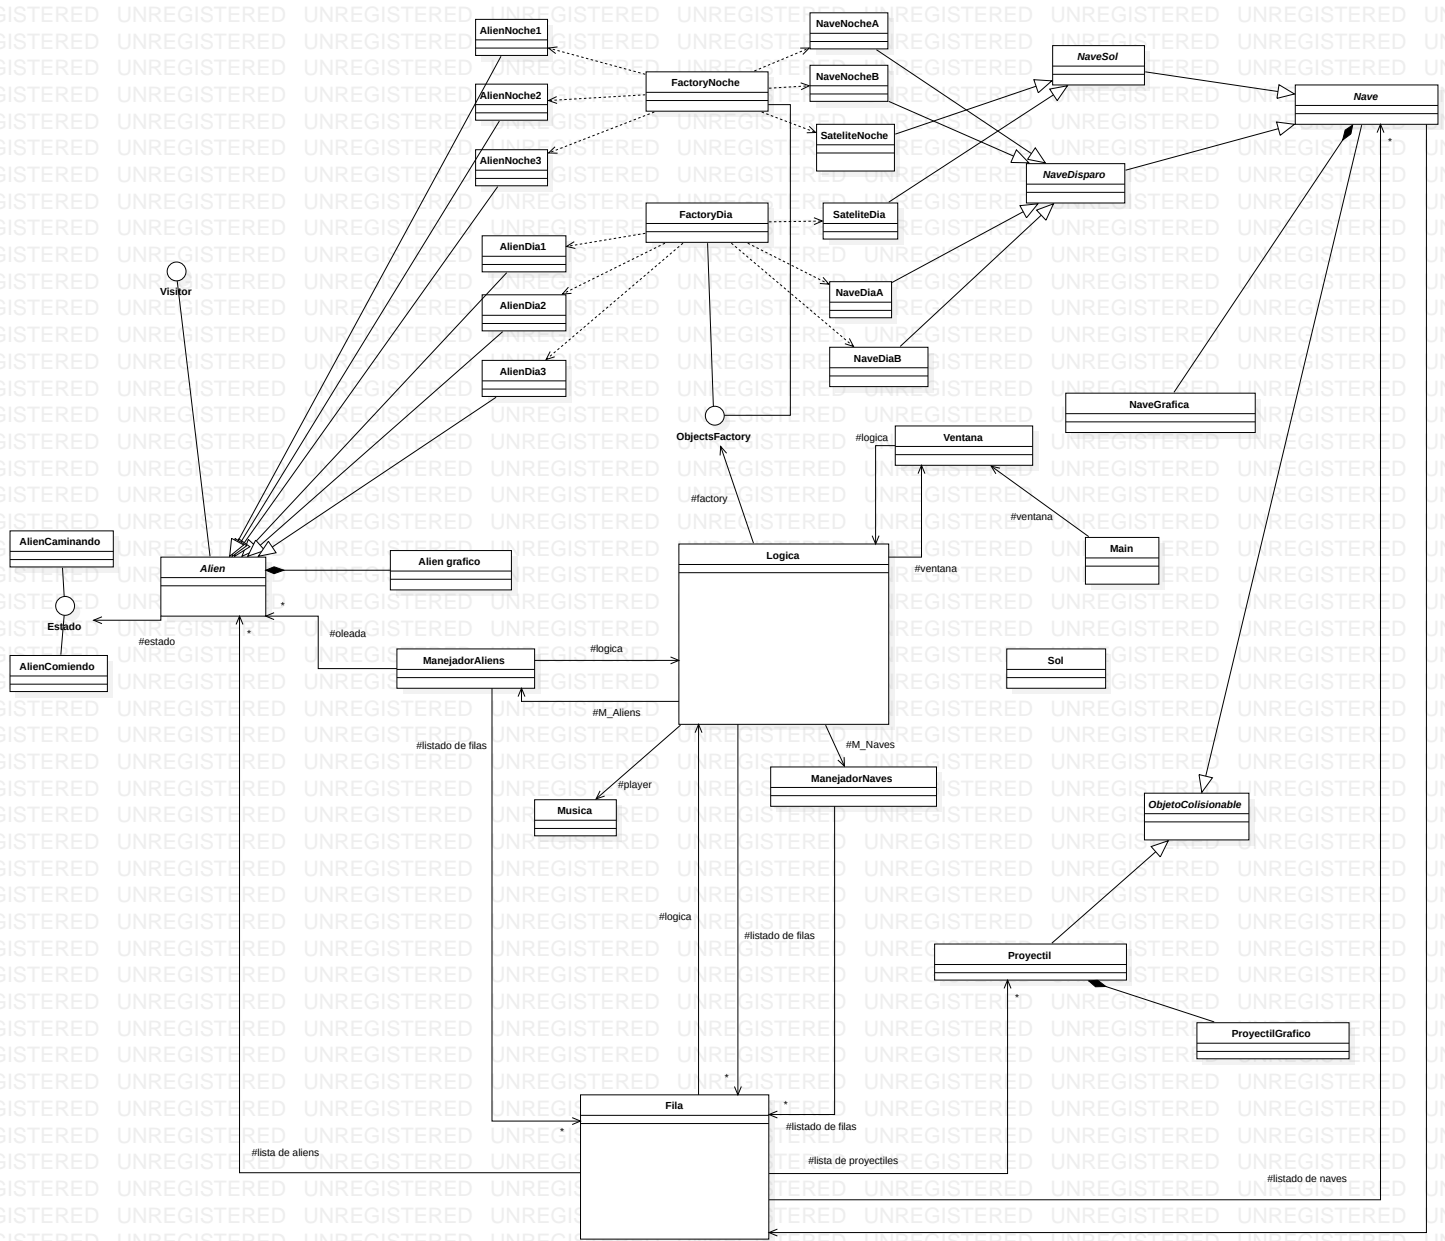 NaveNocheA
AlienNoche1
NaveSol
NaveNocheB
FactoryNoche
AlienNoche2
Nave
SateliteNoche
*
AlienNoche3
NaveDisparo
FactoryDia
SateliteDia
AlienDia1
Visitor
NaveDiaA
AlienDia2
NaveDiaB
AlienDia3
NaveGrafica
ObjectsFactory
#logica
Ventana
#factory
#ventana
AlienCaminando
Main
Logica
Alien
Alien grafico
#ventana
*
Estado
*
#oleada
#estado
#logica
ManejadorAliens
Sol
AlienComiendo
#M_Aliens
#listado de filas
#M_Naves
ManejadorNaves
#player
Musica
ObjetoColisionable
#logica
#listado de filas
Proyectil
*
ProyectilGrafico
*
*
Fila
#listado de filas
*
#lista de aliens
#lista de proyectiles
#listado de naves
UNREGISTERED